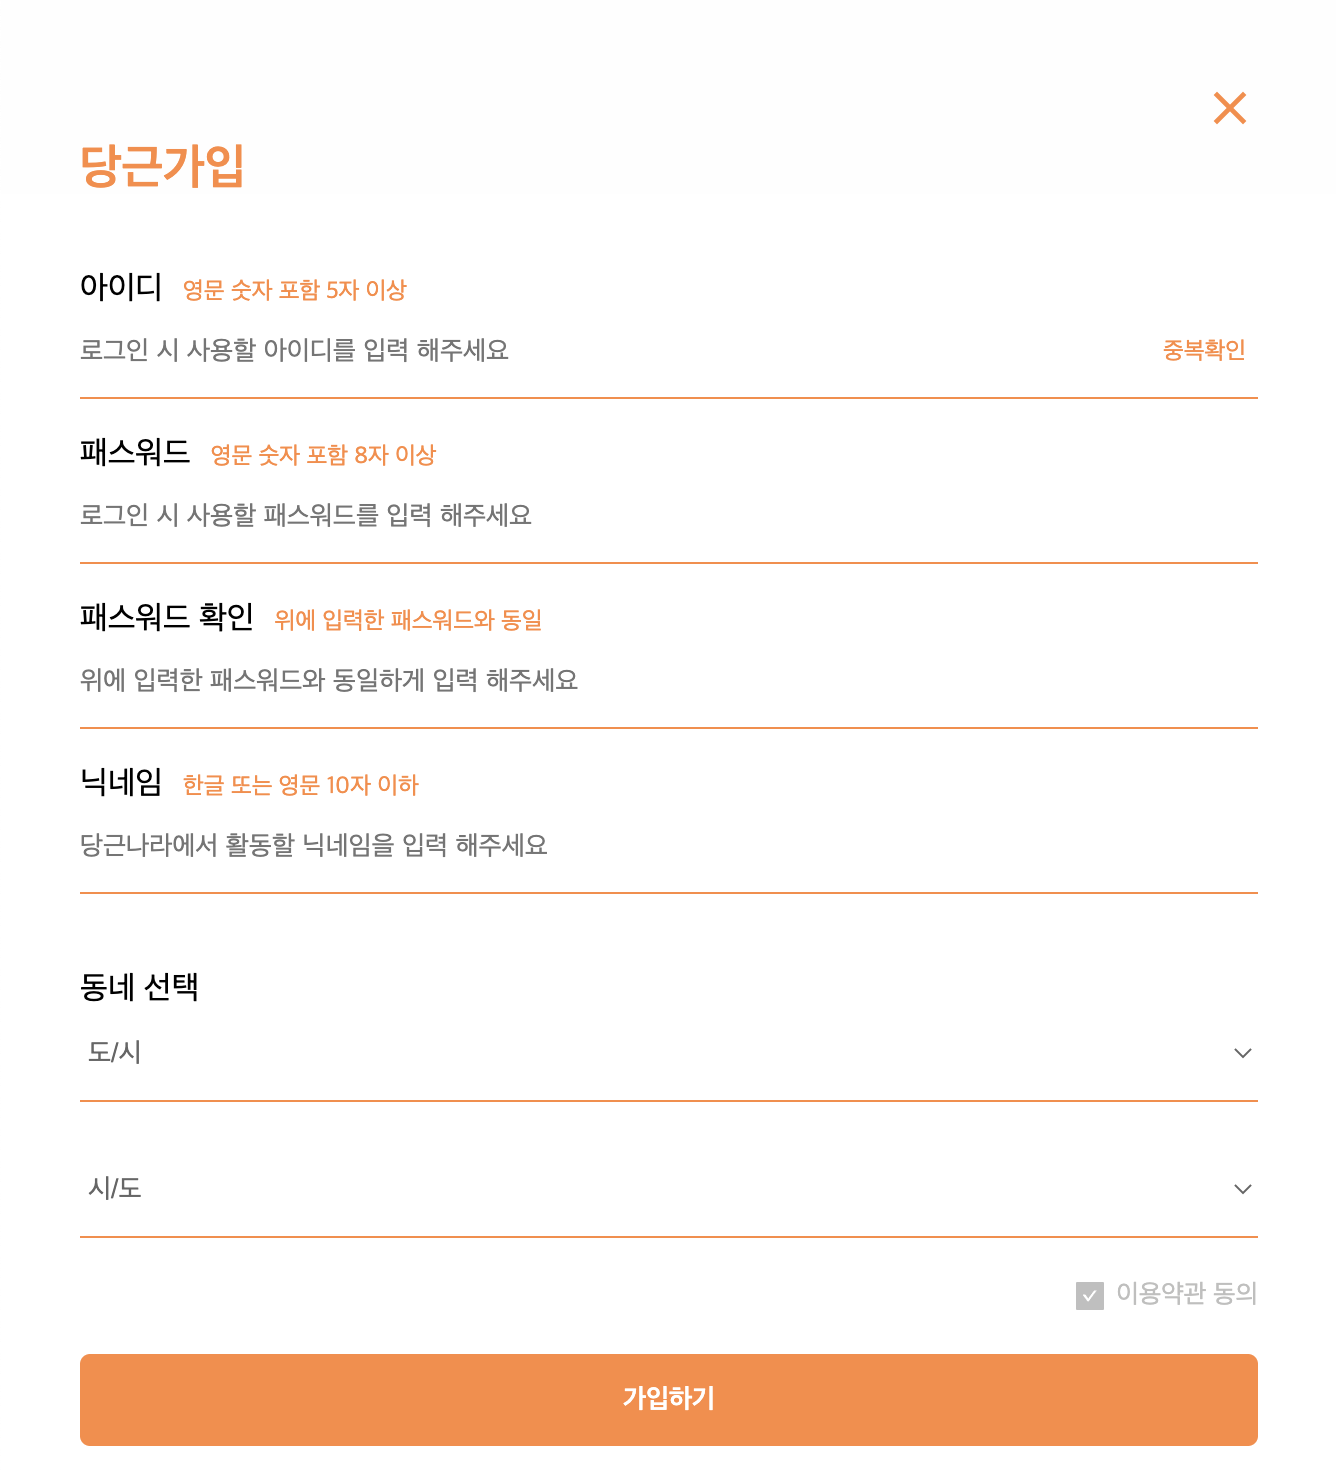 당근가입
아이디 영문 숫자 포함 5자 이상
로그인 시 사용할 아이디를 입력 해주세요 중복확인
패스워드 영문 숫자 포함 8자 이상
로그인 시 사용할 패스워드를 입력 해주세요
패스워드 확인 위에 입력한 패스워드와 동일
위에 입력한 패스워드와 동일하게 입력 해주세요
닉네임 한글 또는 영문 10자 이하
당근나라에서 활동할 닉네임을 입력 해주세요
동네 선택
도/시
시/도
이용약관 동의
가입하기